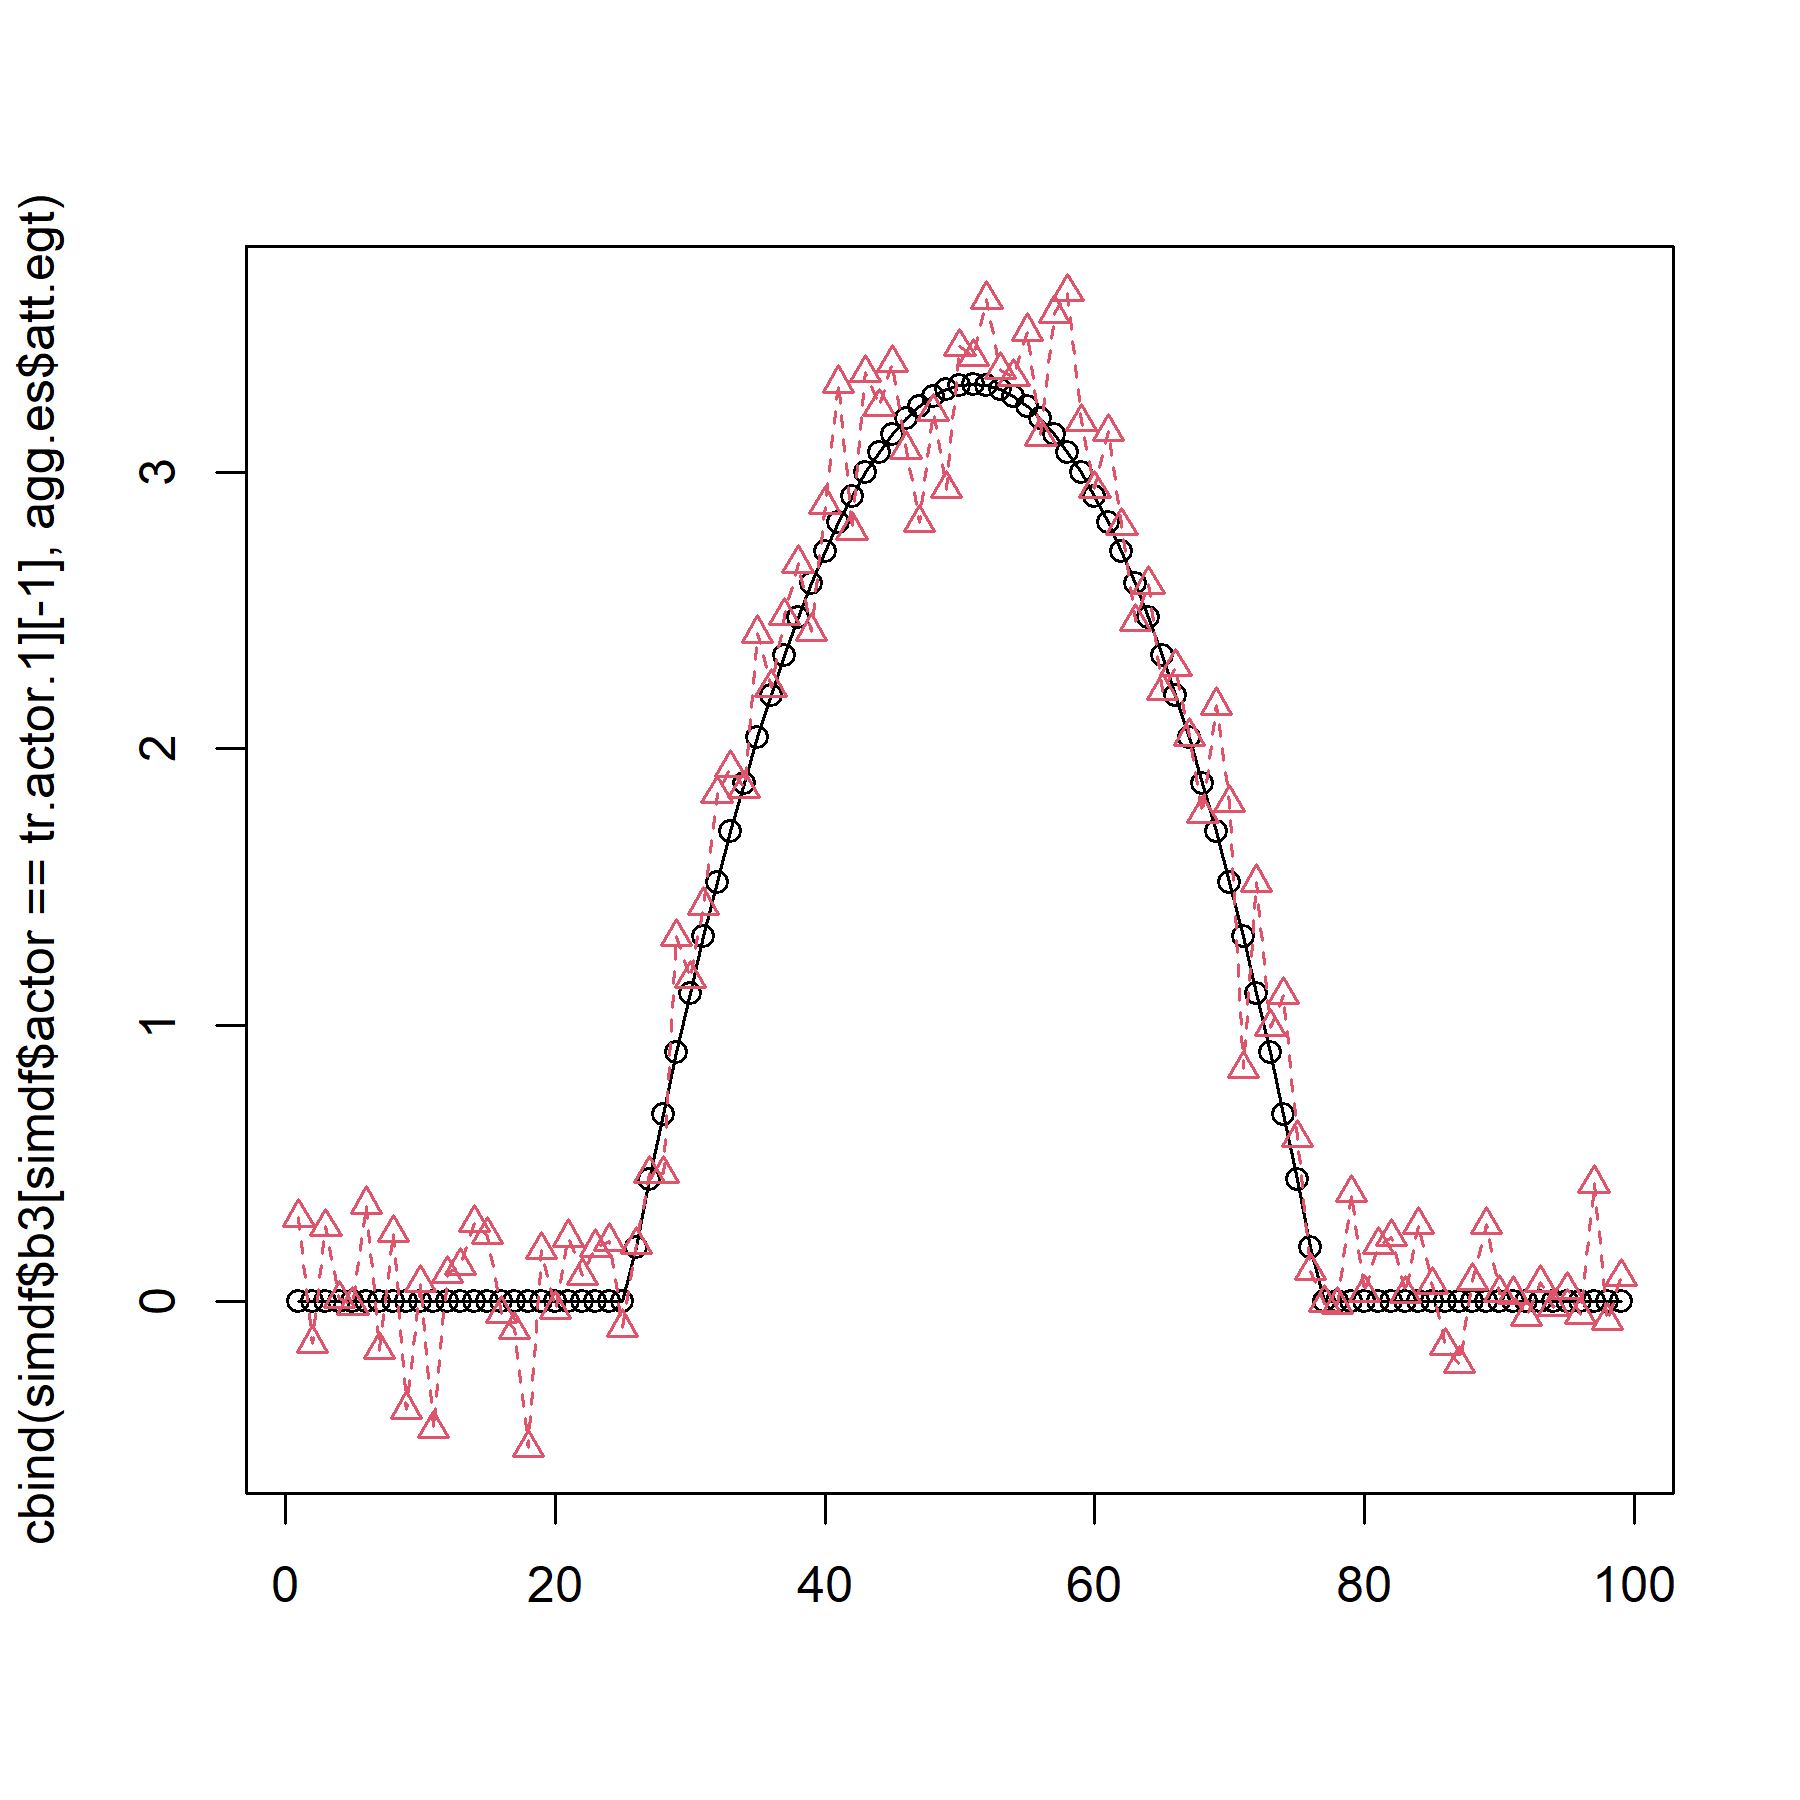 cbind(simdf$b3[simdf$actor == tr.actor.1][-1], agg.es$att.egt)
3
2
1
0
0 20 40 60 80 100